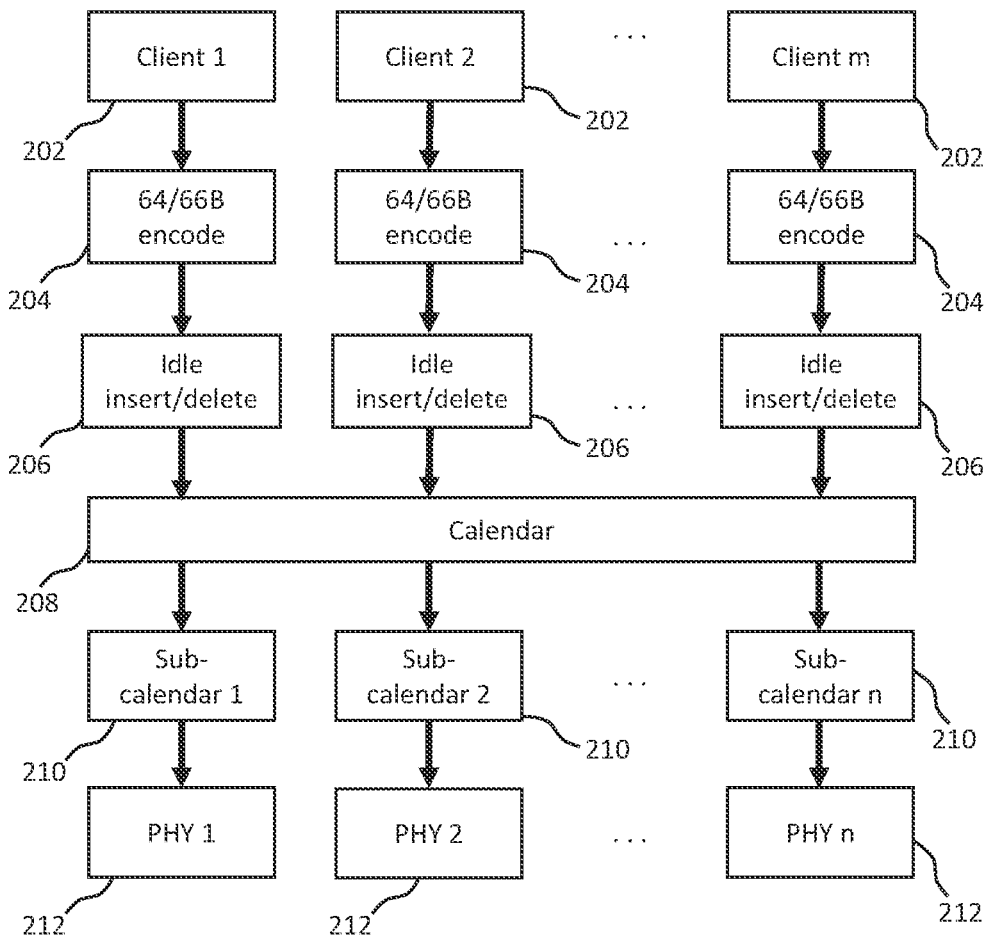 Client 1
Client 2
. . .
Client m
202
202
202
64/66B
encode
64/66B
encode
. . .
64/66B
encode
204
204
204
Idle
insert/delete
Idle
insert/delete
. . .
Idle
insert/delete
206
206
206
Calendar
208
Sub-
calendar 1
Sub-
calendar 2
. . .
Sub-
calendar n
210
210
210
PHY 1
PHY 2
. . .
PHY n
212
212
212